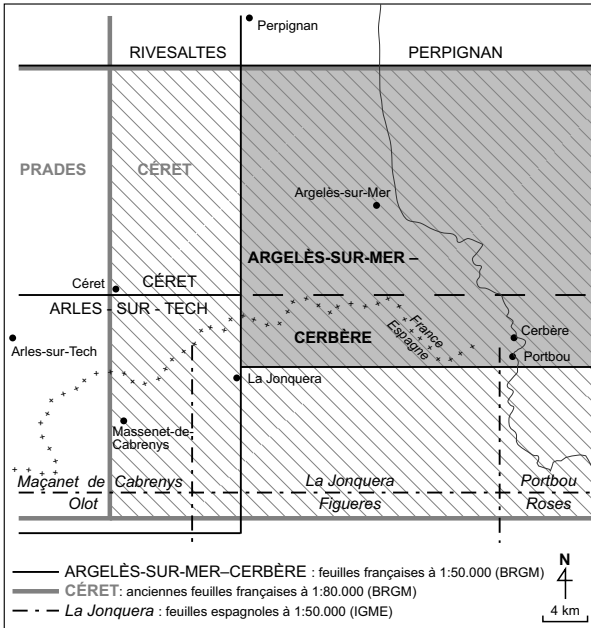 Perpignan
RIVESALTES
PERPIGNAN
PRADES
CÉRET
Argelès-sur-Mer
ARGELÈS-SUR-MER –
Céret
CÉRET
ARLES - SUR - TECH
France
Espagne
CERBÈRE
Cerbère
Arles-sur-Tech
Portbou
La Jonquera
Massenet-de-
Cabrenys
Maçanet de Cabrenys
La Jonquera
Portbou
Olot
Figueres
Roses
ARGELÈS-SUR-MER–CERBÈRE : feuilles françaises à 1:50.000 (BRGM)
CÉRET: anciennes feuilles françaises à 1:80.000 (BRGM)
La Jonquera : feuilles espagnoles à 1:50.000 (IGME)
N
4 km